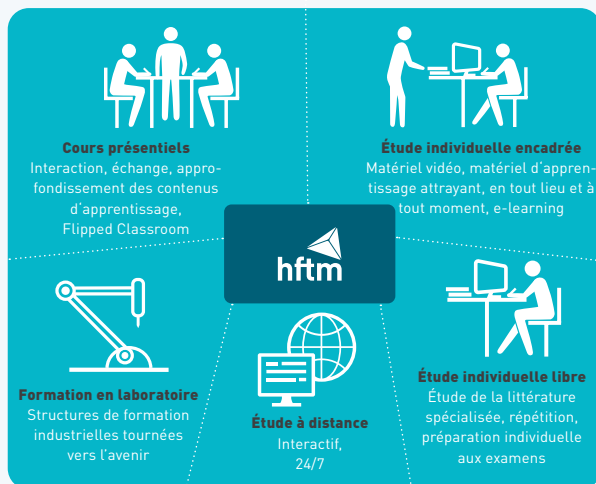 Cours présentiels
Interaction, échange, appro-
fondissement des contenus
d'apprentissage,
Flipped Classroom
Étude individuelle encadrée
Matériel vidéo, matériel d'appren-
tissage attrayant, en tout lieu et à
tout moment, e-learning
hftm
Formation en laboratoire
Structures de formation
industrielles tournées
vers l'avenir
Étude à distance
Interactif,
24/7
Étude individuelle libre
Étude de la littérature
spécialisée, répétition,
préparation individuelle
aux examens